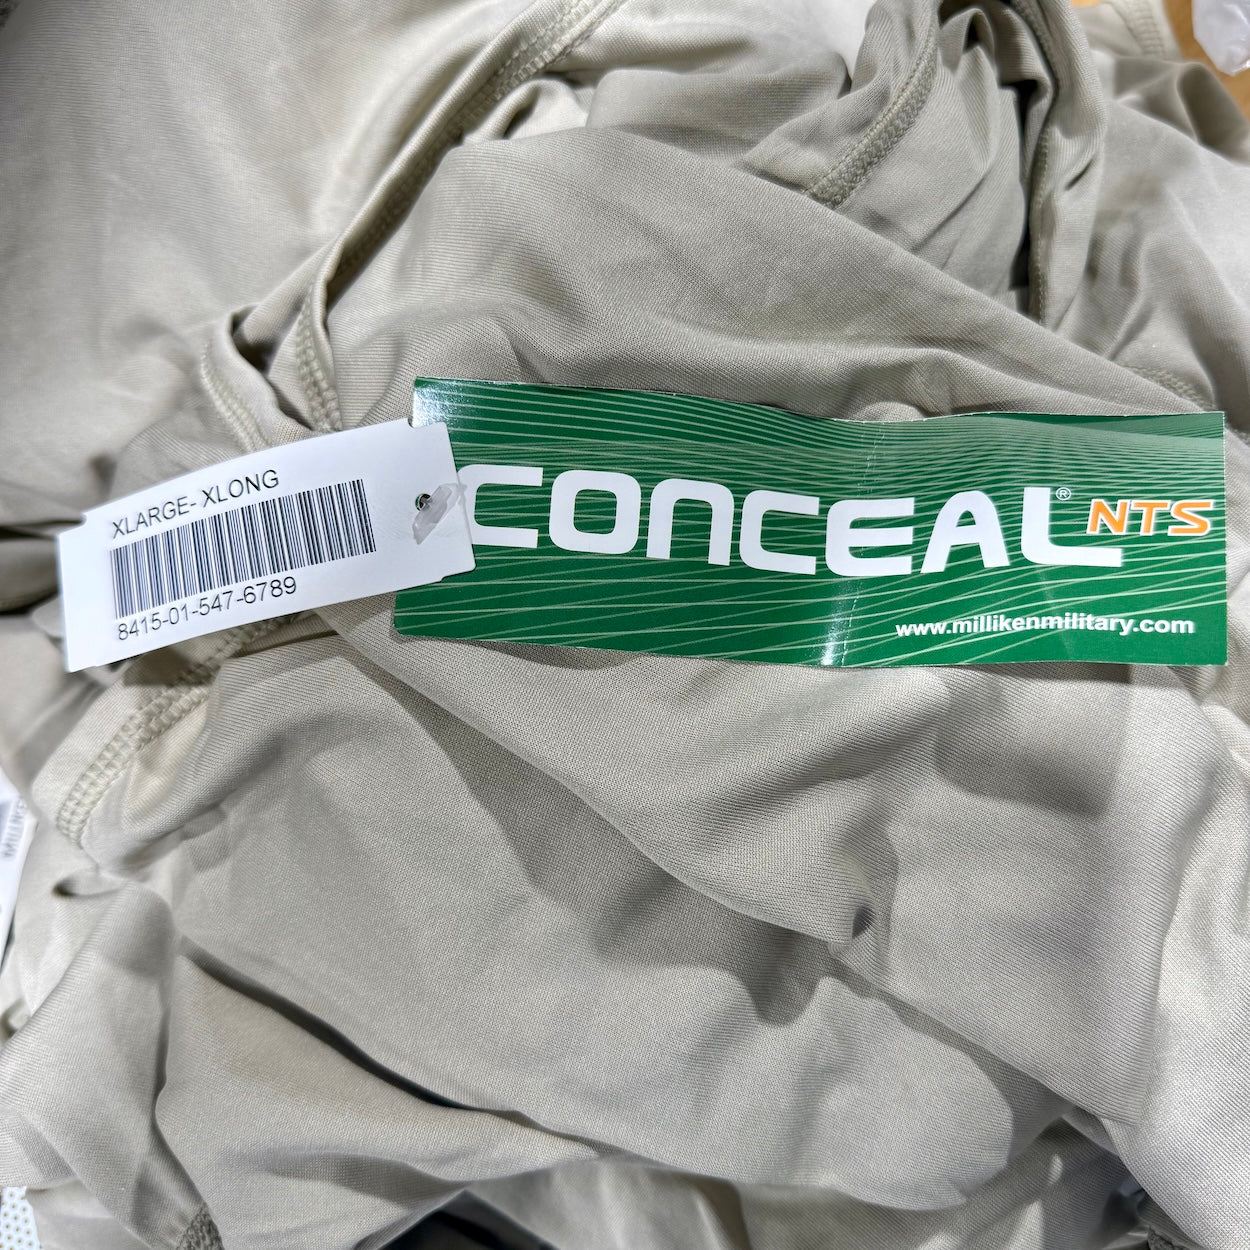 XLARGE- XLONG
8415-01-547-6789
CONCEAL® NTS
www.millikenmilitary.com